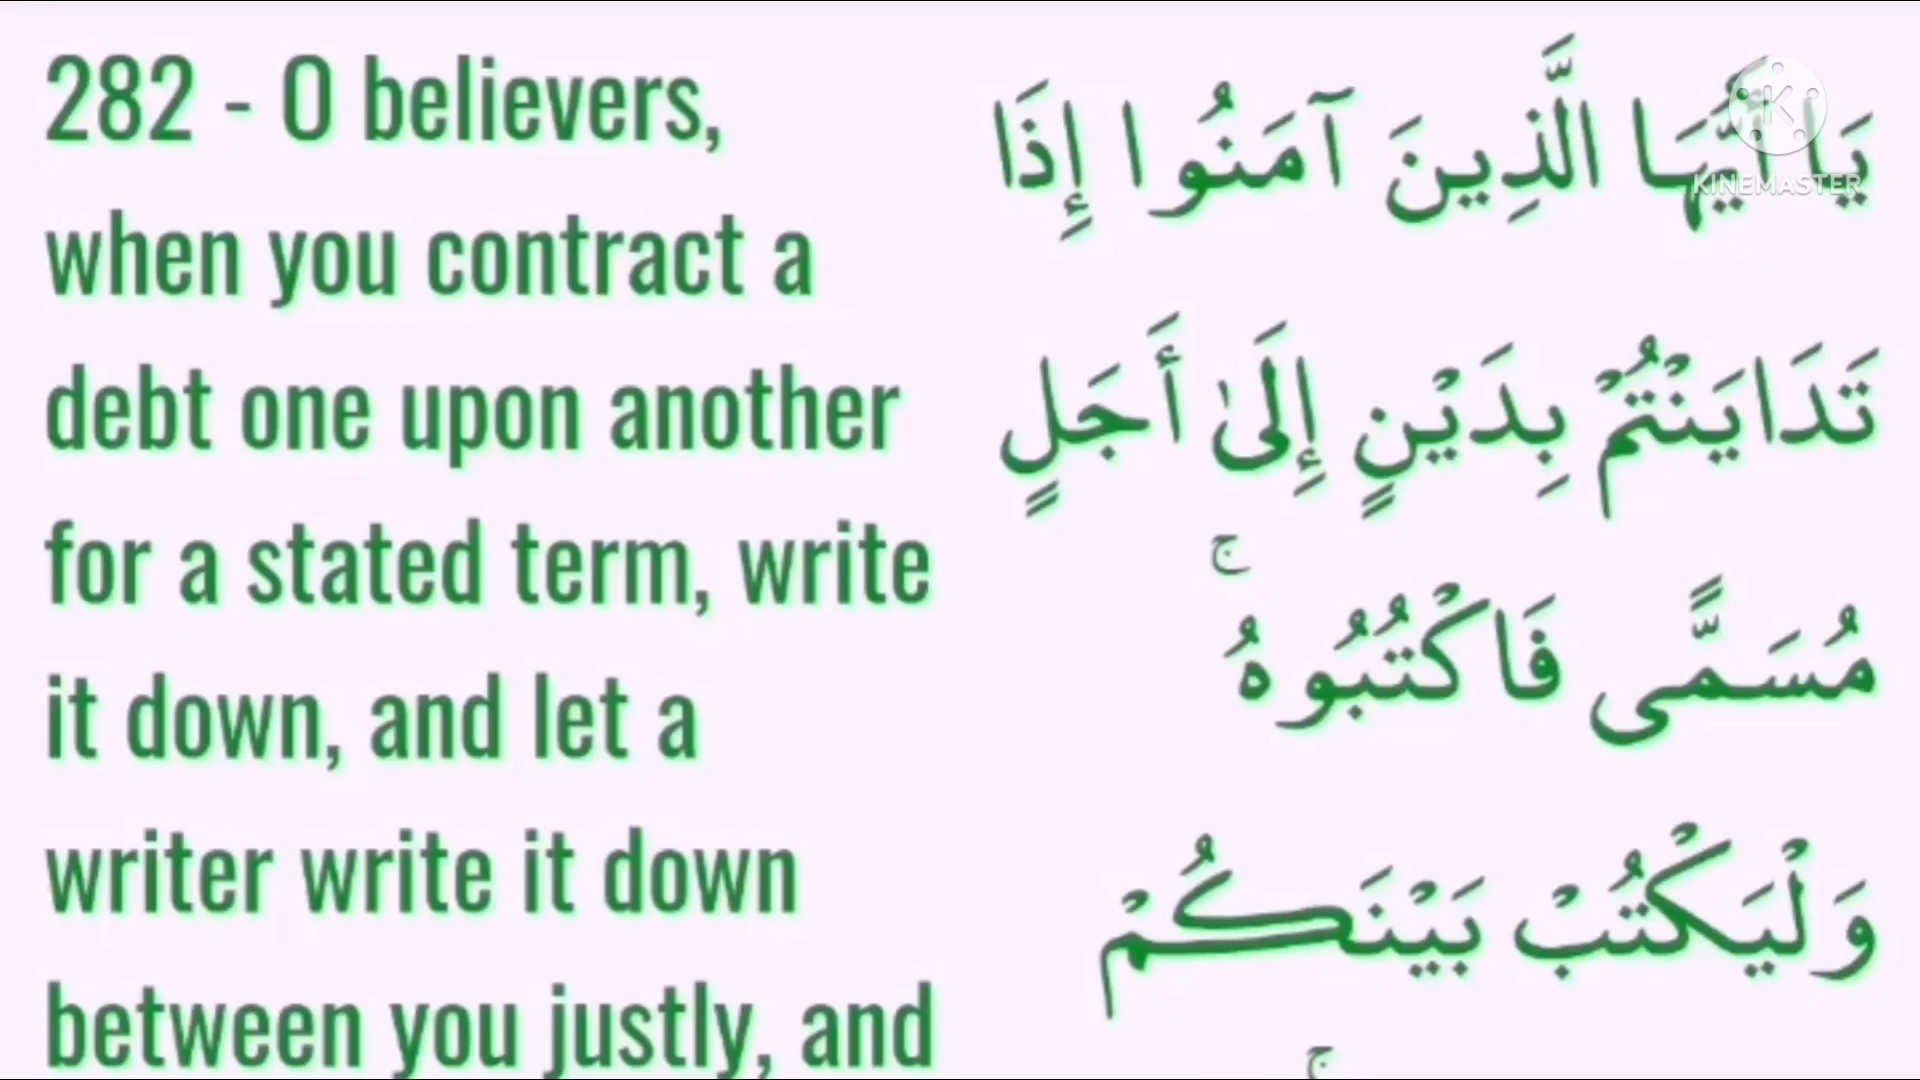 282 - O believers,
when you contract a
debt one upon another
for a stated term, write
it down, and let a
writer write it down
between you justly, and
يَا أَيُّهَا الَّذِينَ آمَنُوا إِذَا
تَدَايَنْتُمْ بِدَيْنٍ إِلَىٰ أَجَلٍ
مُسَمًّى فَاكْتُبُوهُ ۚ
وَلْيَكْتُبْ بَيْنَكُمْ
KINEMASTER